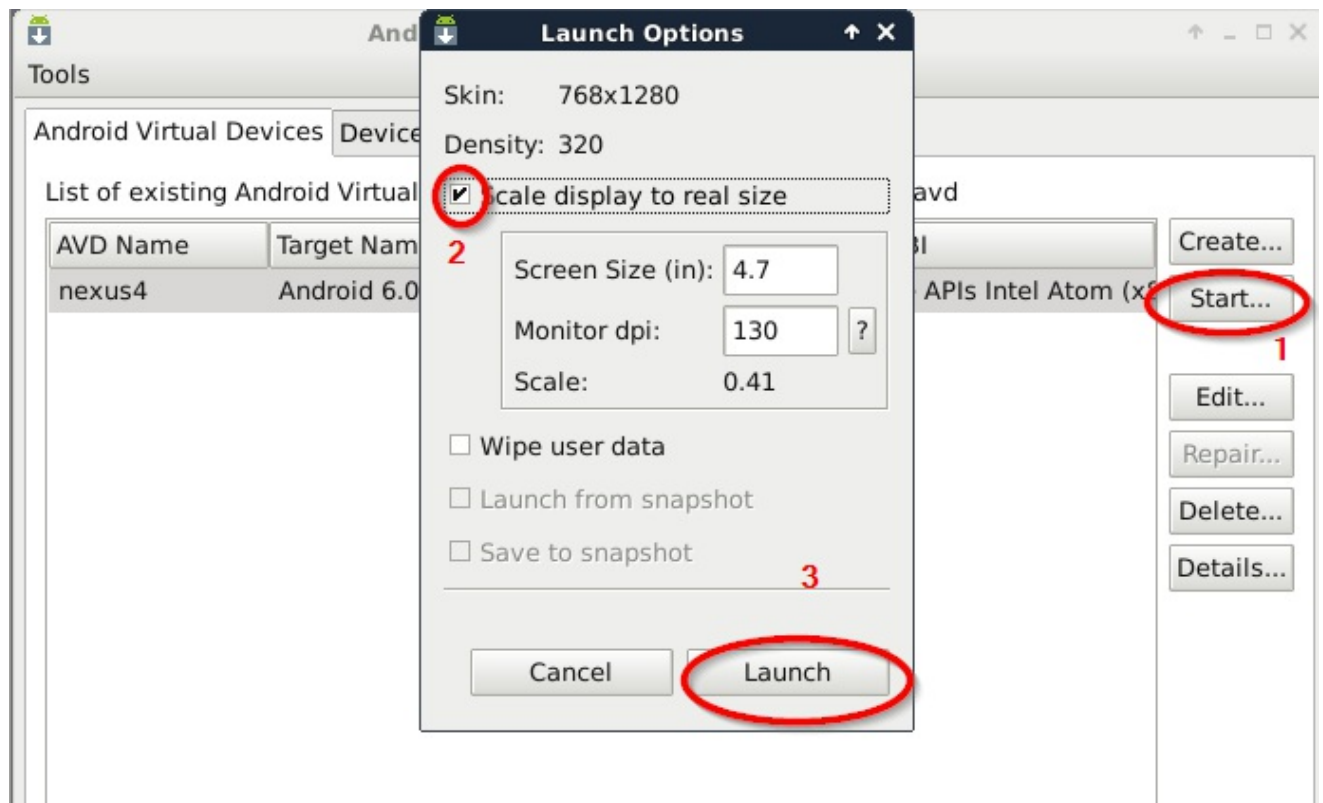 And
Launch Options
Tools
Android Virtual Devices
Device
List of existing Android Virtual
avd
AVD Name
Target Nam
BI
nexus4
Android 6.0
APIs Intel Atom (x8
Create...
Start...
1
Edit...
Repair...
Delete...
Details...
Skin: 768x1280
Density: 320
Scale display to real size
2
Screen Size (in): 4.7
Monitor dpi: 130 ?
Scale: 0.41
Wipe user data
Launch from snapshot
Save to snapshot
3
Cancel
Launch